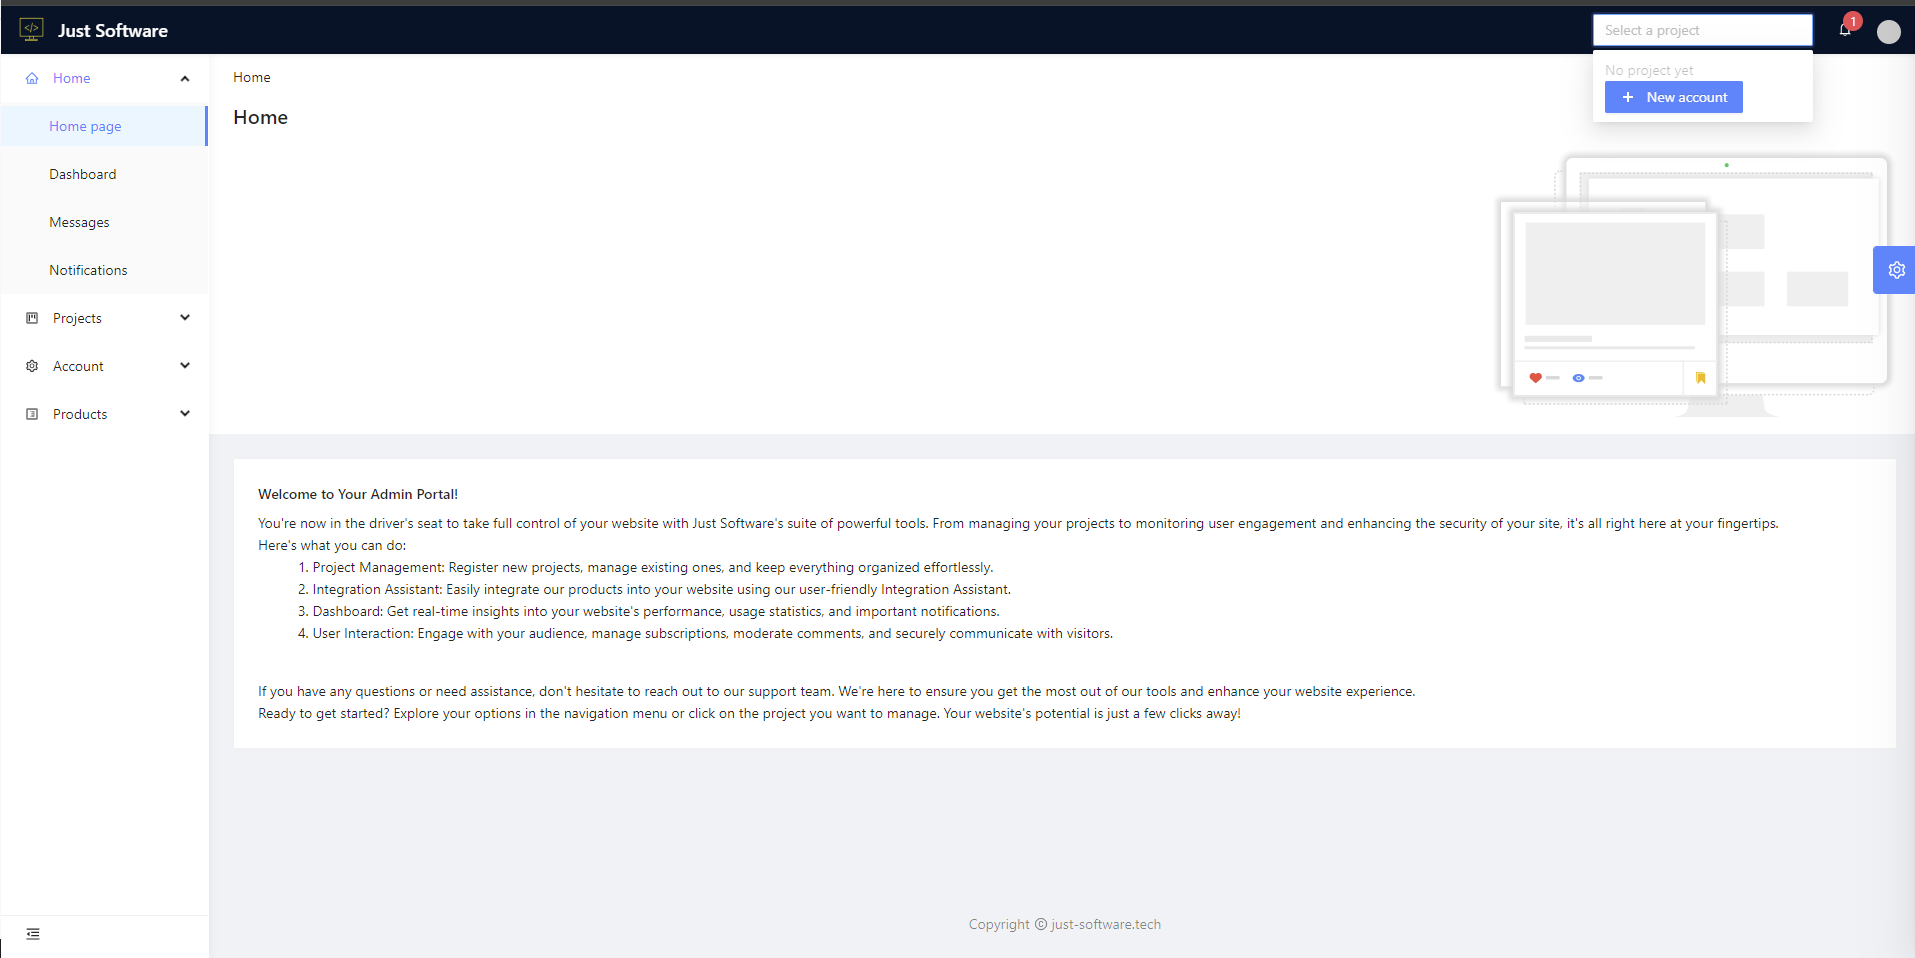 Just Software
Select a project
1
No project yet
+ New account
Home
Home page
Dashboard
Messages
Notifications
Projects
Account
Products
Home
Home
Welcome to Your Admin Portal!
You're now in the driver's seat to take full control of your website with Just Software's suite of powerful tools. From managing your projects to monitoring user engagement and enhancing the security of your site, it's all right here at your fingertips.
Here's what you can do:
1. Project Management: Register new projects, manage existing ones, and keep everything organized effortlessly.
2. Integration Assistant: Easily integrate our products into your website using our user-friendly Integration Assistant.
3. Dashboard: Get real-time insights into your website's performance, usage statistics, and important notifications.
4. User Interaction: Engage with your audience, manage subscriptions, moderate comments, and securely communicate with visitors.
If you have any questions or need assistance, don't hesitate to reach out to our support team. We're here to ensure you get the most out of our tools and enhance your website experience.
Ready to get started? Explore your options in the navigation menu or click on the project you want to manage. Your website's potential is just a few clicks away!
Copyright © just-software.tech